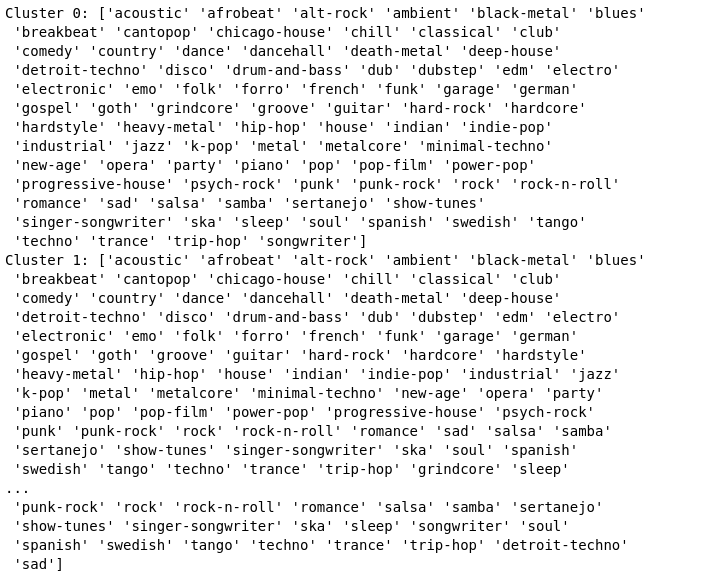 Cluster 0: ['acoustic' 'afrobeat' 'alt-rock' 'ambient' 'black-metal' 'blues'
 'breakbeat' 'cantopop' 'chicago-house' 'chill' 'classical' 'club'
 'comedy' 'country' 'dance' 'dancehall' 'death-metal' 'deep-house'
 'detroit-techno' 'disco' 'drum-and-bass' 'dub' 'dubstep' 'edm' 'electro'
 'electronic' 'emo' 'folk' 'forro' 'french' 'funk' 'garage' 'german'
 'gospel' 'goth' 'grindcore' 'groove' 'guitar' 'hard-rock' 'hardcore'
 'hardstyle' 'heavy-metal' 'hip-hop' 'house' 'indian' 'indie-pop'
 'industrial' 'jazz' 'k-pop' 'metal' 'metalcore' 'minimal-techno'
 'new-age' 'opera' 'party' 'piano' 'pop' 'pop-film' 'power-pop'
 'progressive-house' 'psych-rock' 'punk' 'punk-rock' 'rock' 'rock-n-roll'
 'romance' 'sad' 'salsa' 'samba' 'sertanejo' 'show-tunes'
 'singer-songwriter' 'ska' 'sleep' 'soul' 'spanish' 'swedish' 'tango'
 'techno' 'trance' 'trip-hop' 'songwriter']
Cluster 1: ['acoustic' 'afrobeat' 'alt-rock' 'ambient' 'black-metal' 'blues'
 'breakbeat' 'cantopop' 'chicago-house' 'chill' 'classical' 'club'
 'comedy' 'country' 'dance' 'dancehall' 'death-metal' 'deep-house'
 'detroit-techno' 'disco' 'drum-and-bass' 'dub' 'dubstep' 'edm' 'electro'
 'electronic' 'emo' 'folk' 'forro' 'french' 'funk' 'garage' 'german'
 'gospel' 'goth' 'groove' 'guitar' 'hard-rock' 'hardcore' 'hardstyle'
 'heavy-metal' 'hip-hop' 'house' 'indian' 'indie-pop' 'industrial' 'jazz'
 'k-pop' 'metal' 'metalcore' 'minimal-techno' 'new-age' 'opera' 'party'
 'piano' 'pop' 'pop-film' 'power-pop' 'progressive-house' 'psych-rock'
 'punk' 'punk-rock' 'rock' 'rock-n-roll' 'romance' 'sad' 'salsa' 'samba'
 'sertanejo' 'show-tunes' 'singer-songwriter' 'ska' 'soul' 'spanish'
 'swedish' 'tango' 'techno' 'trance' 'trip-hop' 'grindcore' 'sleep'
...
 'punk-rock' 'rock' 'rock-n-roll' 'romance' 'salsa' 'samba' 'sertanejo'
 'show-tunes' 'singer-songwriter' 'ska' 'sleep' 'songwriter' 'soul'
 'spanish' 'swedish' 'tango' 'techno' 'trance' 'trip-hop' 'detroit-techno'
 'sad']